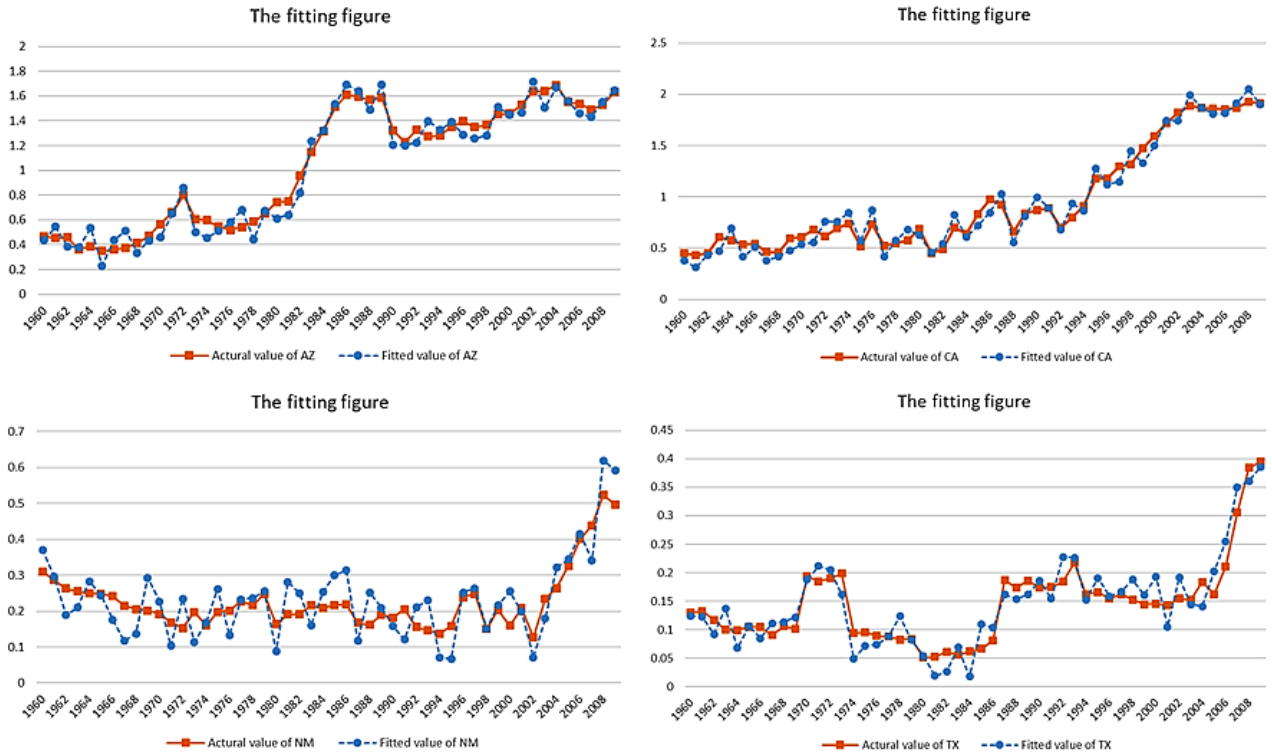 The fitting figure
2
1.8
1.6
1.4
1.2
1
0.8
0.6
0.4
0.2
0
1960 1962 1964 1966 1968 1970 1972 1974 1976 1978 1980 1982 1984 1986 1988 1990 1992 1994 1996 1998 2000 2002 2004 2006 2008
Actural value of AZ Fitted value of AZ
The fitting figure
2.5
2
1.5
1
0.5
0
1960 1962 1964 1966 1968 1970 1972 1974 1976 1978 1980 1982 1984 1986 1988 1990 1992 1994 1996 1998 2000 2002 2004 2006 2008
Actural value of CA Fitted value of CA
The fitting figure
0.7
0.6
0.5
0.4
0.3
0.2
0.1
0
1960 1962 1964 1966 1968 1970 1972 1974 1976 1978 1980 1982 1984 1986 1988 1990 1992 1994 1996 1998 2000 2002 2004 2006 2008
Actural value of NM Fitted value of NM
The fitting figure
0.45
0.4
0.35
0.3
0.25
0.2
0.15
0.1
0.05
0
1960 1962 1964 1966 1968 1970 1972 1974 1976 1978 1980 1982 1984 1986 1988 1990 1992 1994 1996 1998 2000 2002 2004 2006 2008
Actural value of TX Fitted value of TX